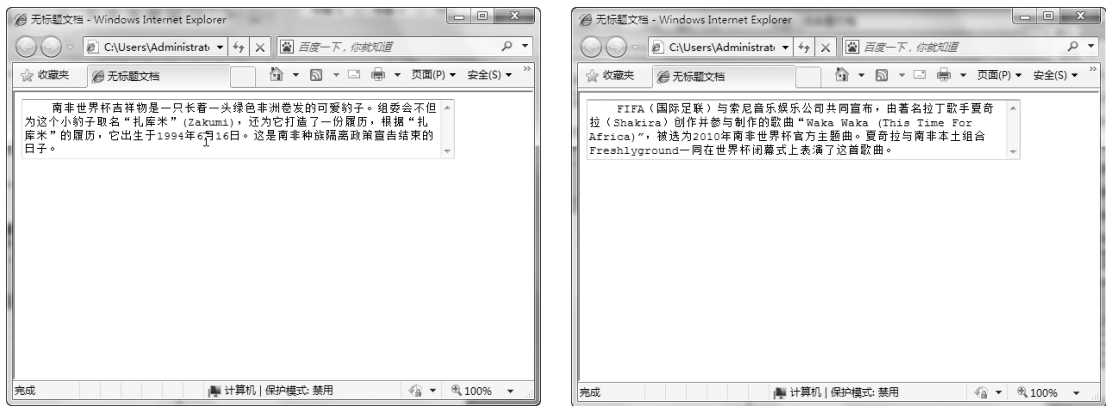 无标题文档 - Windows Internet Explorer
C:\Users\Administrat
百度一下，你就知道
收藏夹
无标题文档
页面(P)
安全(S)
南非世界杯吉祥物是一只长着一头绿色非洲卷发的可爱豹子。组委会不但
为这个小豹子取名“扎库米”(Zakumi)，还为它打造了一份履历，根据“扎
库米”的履历，它出生于1994年6月16日。这是南非种族隔离政策宣告结束的
日子。
完成
计算机 | 保护模式: 禁用
100%
无标题文档 - Windows Internet Explorer
C:\Users\Administrat
百度一下，你就知道
收藏夹
无标题文档
页面(P)
安全(S)
FIFA（国际足联）与索尼音乐娱乐公司共同宣布，由著名拉丁歌手夏奇
拉（Shakira）创作并参与制作的歌曲“Waka Waka (This Time For
Africa)”，被选为2010年南非世界杯官方主题曲。夏奇拉与南非本土组合
Freshlyground一同在世界杯闭幕式上表演了这首歌曲。
完成
计算机 | 保护模式: 禁用
100%